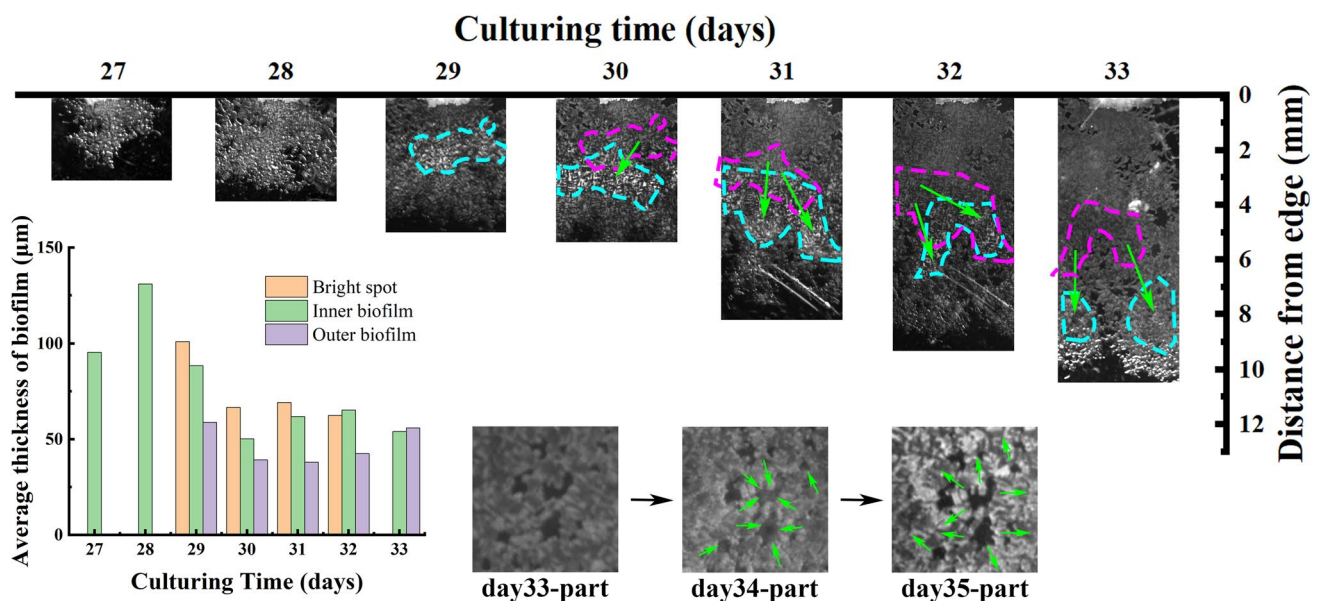 Culturing time (days)
27 28 29 30 31 32 33
0
2
4
6
8
10
12
Distance from edge (mm)
Average thickness of biofilm (μm)
150
100
50
0
Bright spot
Inner biofilm
Outer biofilm
27 28 29 30 31 32 33
Culturing Time (days)
day33-part day34-part day35-part